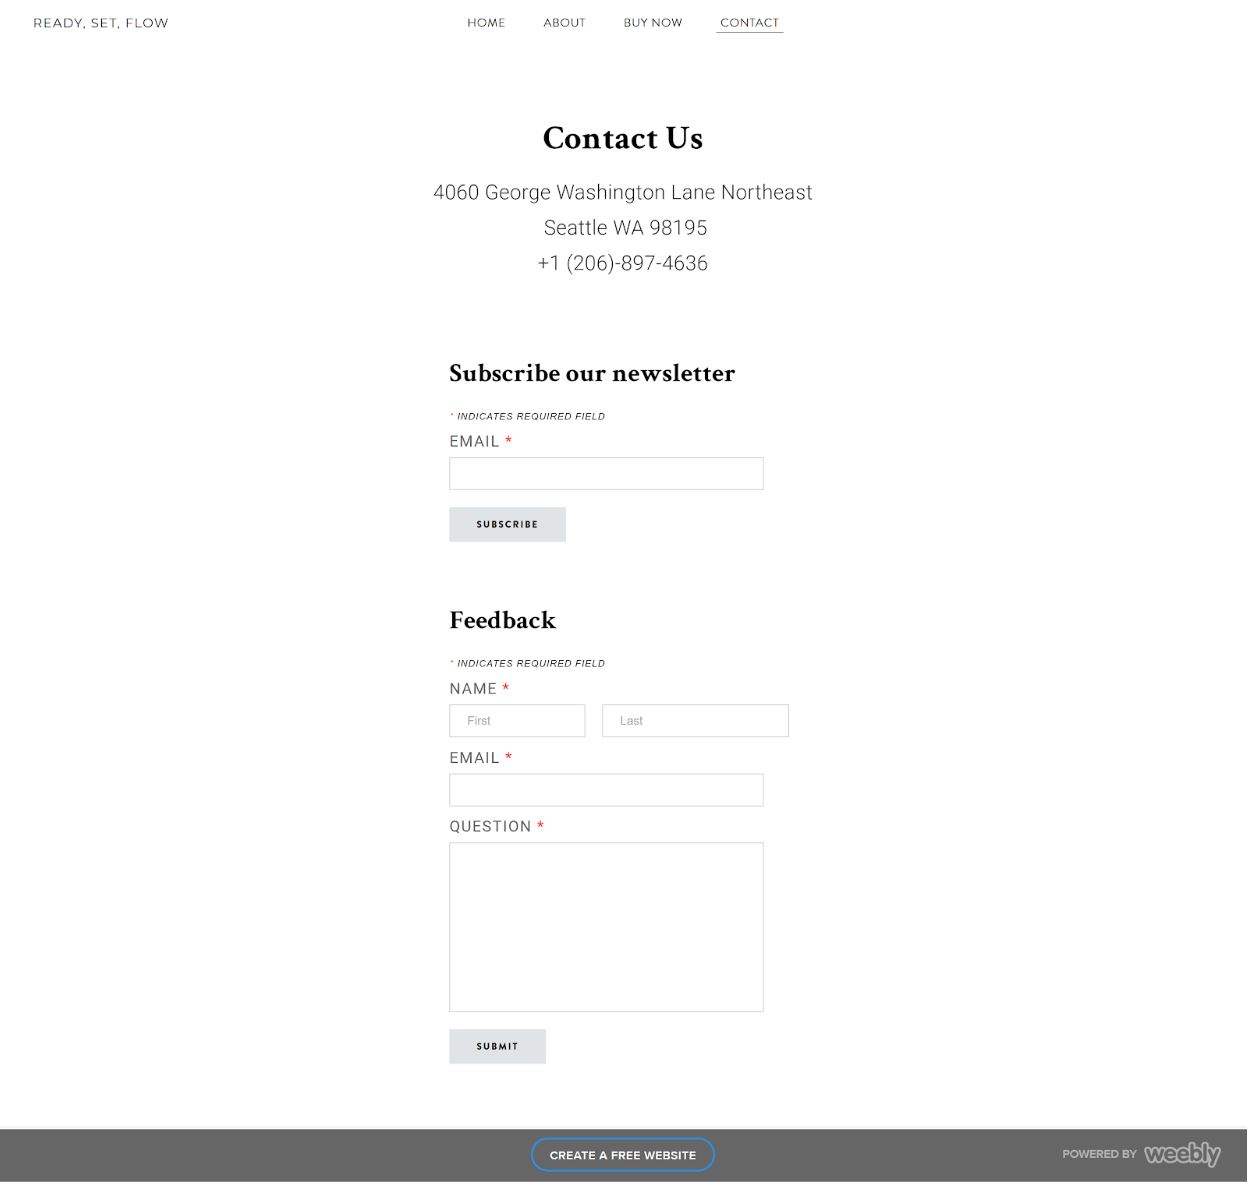 READY, SET, FLOW
HOME ABOUT BUY NOW CONTACT
Contact Us
4060 George Washington Lane Northeast
Seattle WA 98195
+1 (206)-897-4636
Subscribe our newsletter
* INDICATES REQUIRED FIELD
EMAIL *
SUBSCRIBE
Feedback
* INDICATES REQUIRED FIELD
NAME *
First Last
EMAIL *
QUESTION *
SUBMIT
CREATE A FREE WEBSITE
POWERED BY weebly